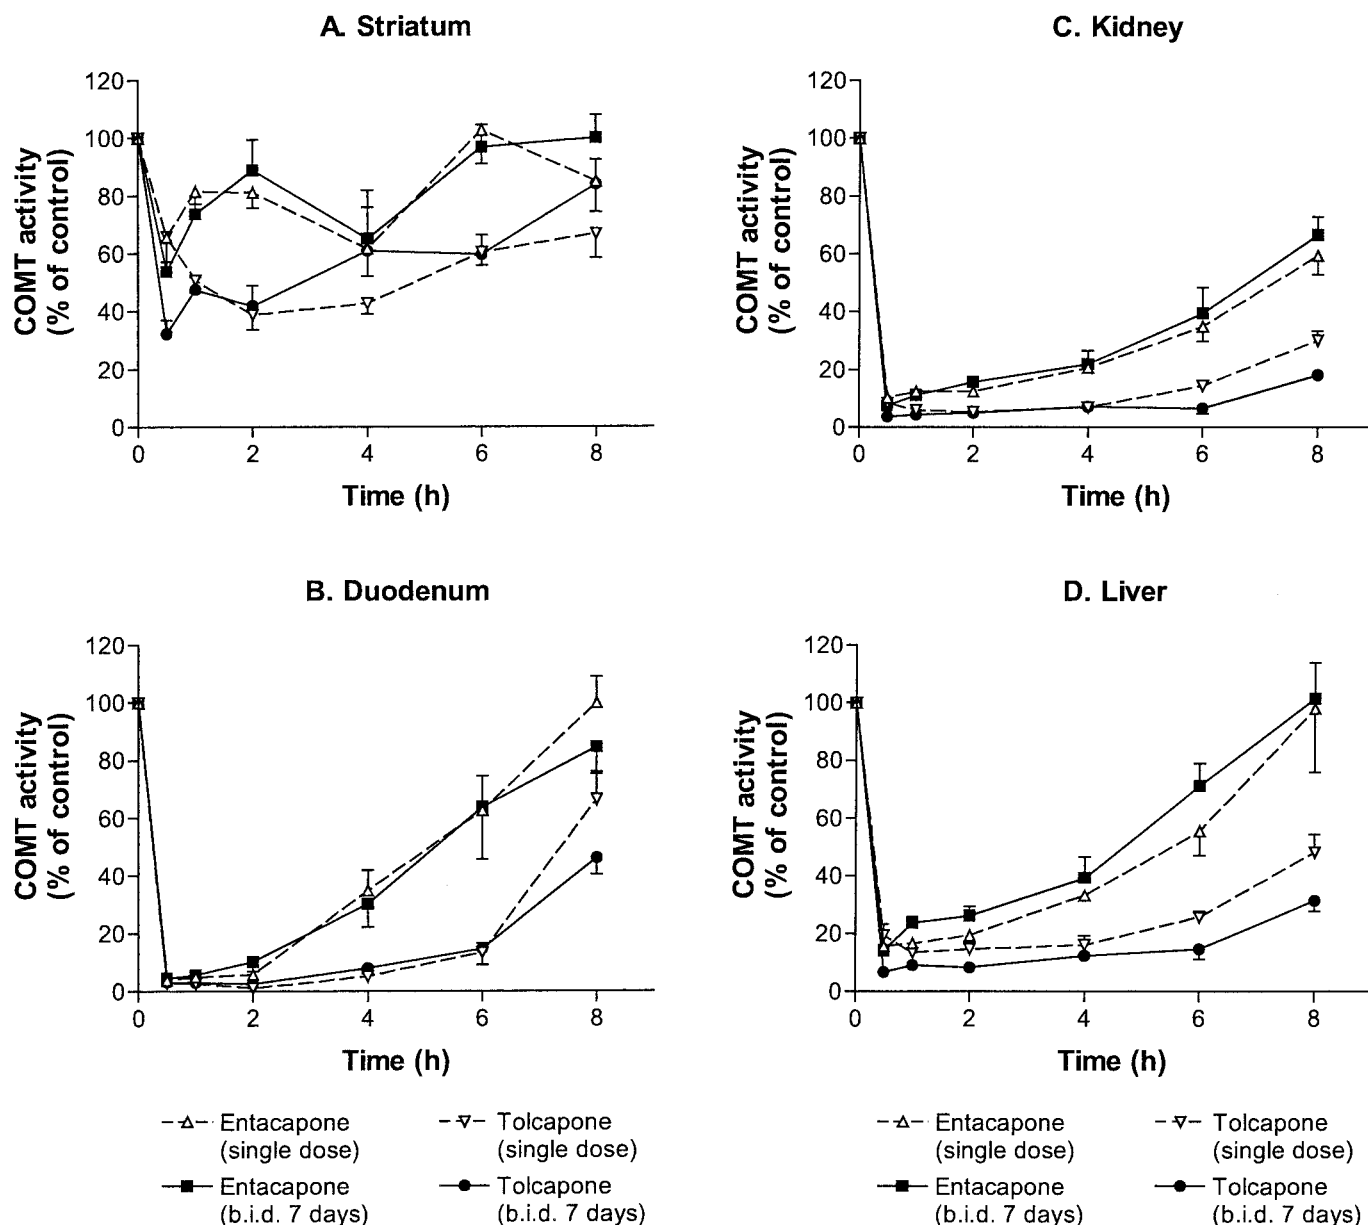 A. Striatum
120
100
80
60
40
20
0
COMT activity
(% of control)
0 2 4 6 8
Time (h)
C. Kidney
120
100
80
60
40
20
0
COMT activity
(% of control)
0 2 4 6 8
Time (h)
B. Duodenum
120
100
80
60
40
20
0
COMT activity
(% of control)
0 2 4 6 8
Time (h)
D. Liver
120
100
80
60
40
20
0
COMT activity
(% of control)
0 2 4 6 8
Time (h)
Entacapone
(single dose)
Tolcapone
(single dose)
Entacapone
(b.i.d. 7 days)
Tolcapone
(b.i.d. 7 days)
Entacapone
(single dose)
Tolcapone
(single dose)
Entacapone
(b.i.d. 7 days)
Tolcapone
(b.i.d. 7 days)